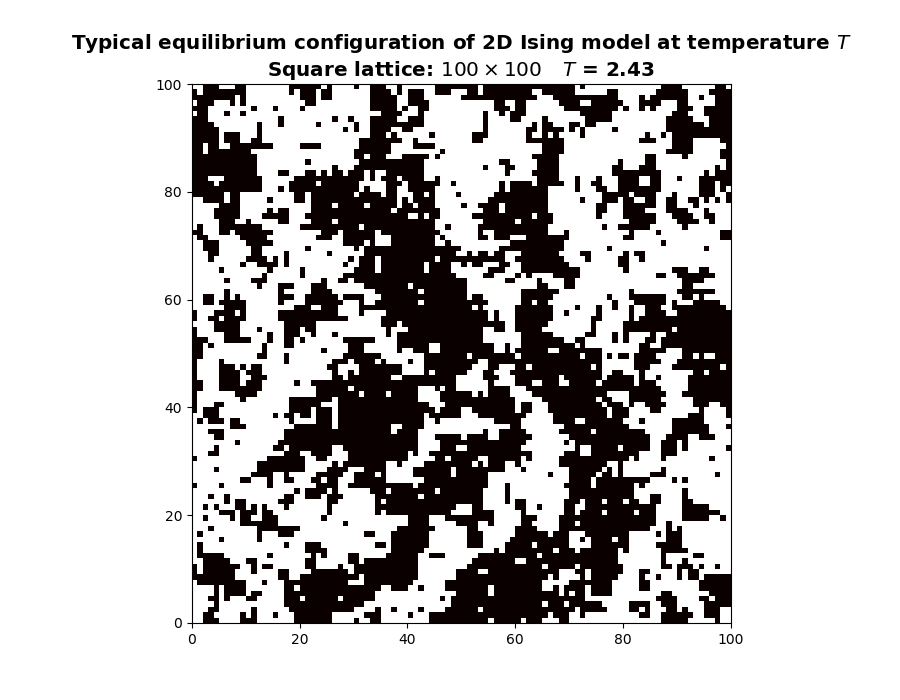 Typical equilibrium configuration of 2D Ising model at temperature T
Square lattice: 100 × 100 T = 2.43
100
80
60
40
20
0
0 20 40 60 80 100